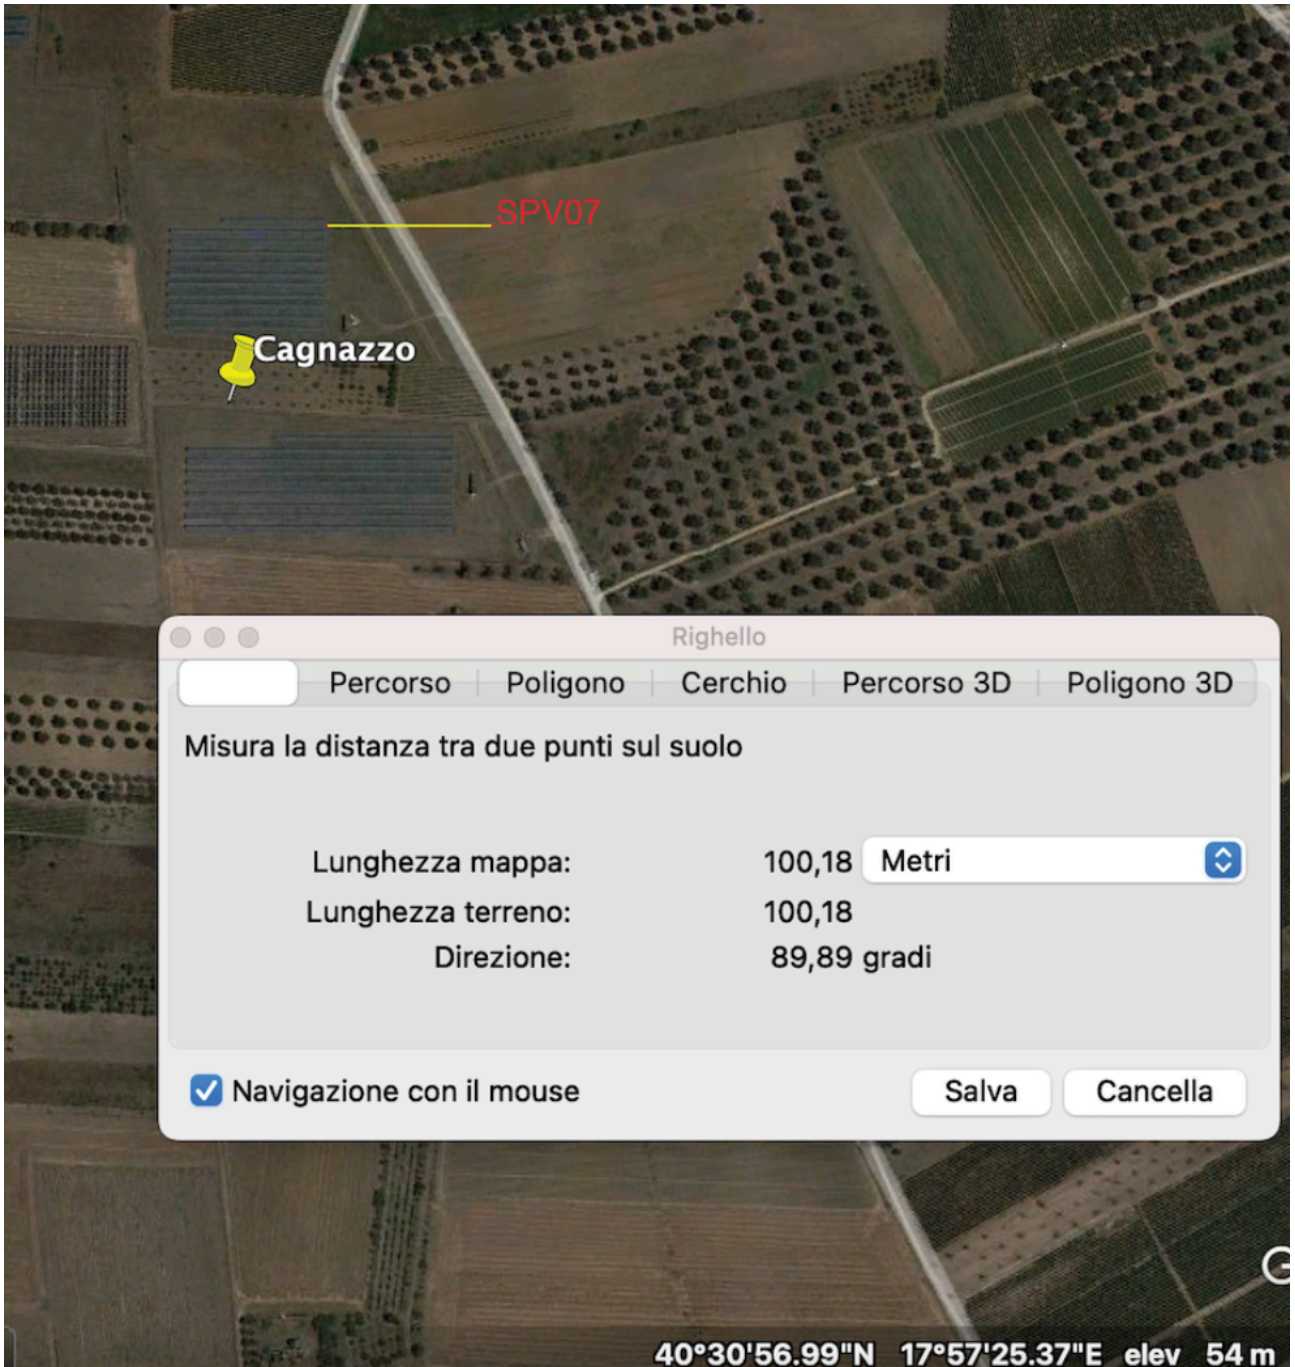 SPV07
Cagnazzo
Righello
Percorso Poligono Cerchio Percorso 3D Poligono 3D
Misura la distanza tra due punti sul suolo
Lunghezza mappa: 100,18 Metri
Lunghezza terreno: 100,18
Direzione: 89,89 gradi
Navigazione con il mouse Salva Cancella
G
40°30'56.99"N 17°57'25.37"E elev 54 m